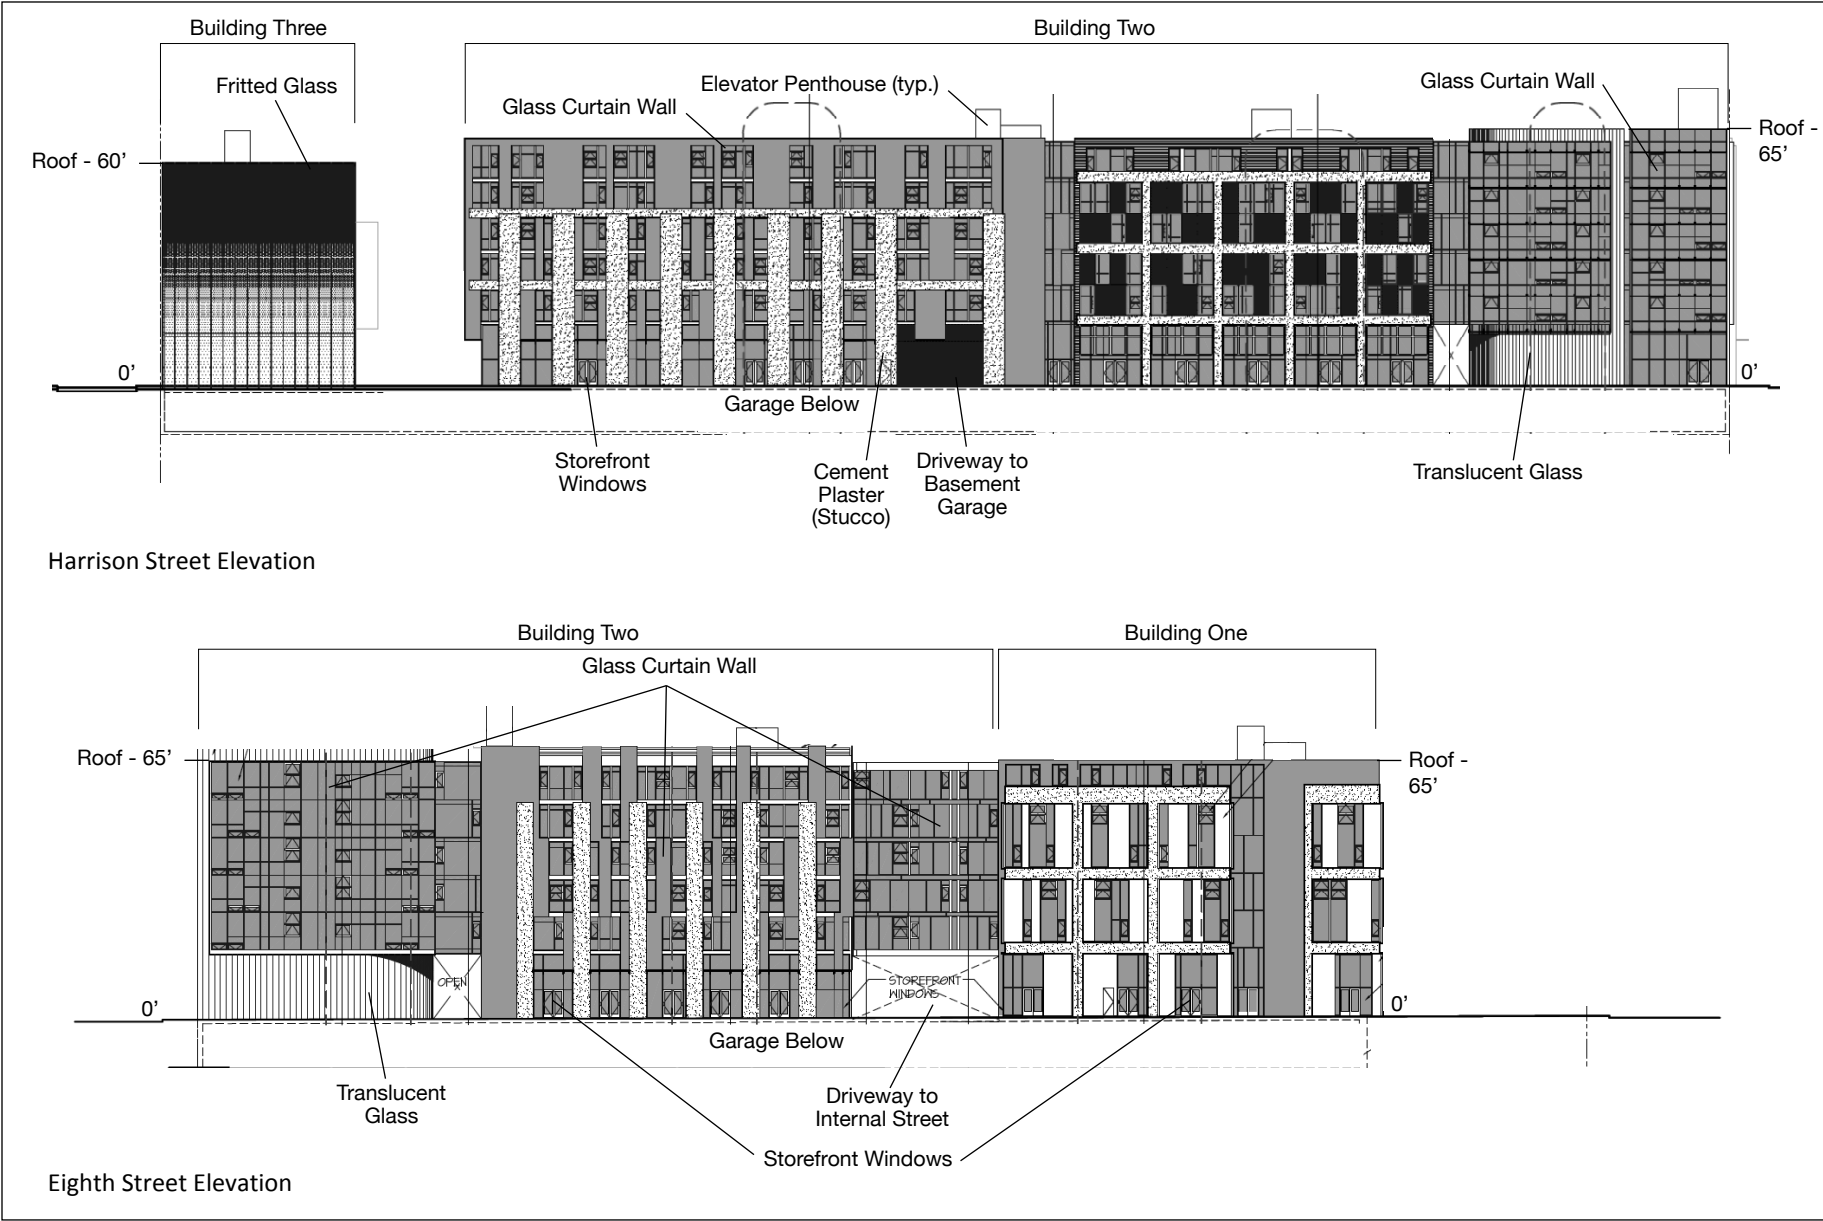 Building Three
Building Two
Fritted Glass
Glass Curtain Wall
Elevator Penthouse (typ.)
Glass Curtain Wall
Roof - 60’
Roof -
65’
0’
0’
Garage Below
Storefront
Windows
Cement
Plaster
(Stucco)
Driveway to
Basement
Garage
Translucent Glass
Harrison Street Elevation
Building Two
Building One
Glass Curtain Wall
Roof - 65’
Roof -
65’
OPEN
STOREFRONT
WINDOWS
0’
0’
Garage Below
Translucent
Glass
Driveway to
Internal Street
Storefront Windows
Eighth Street Elevation